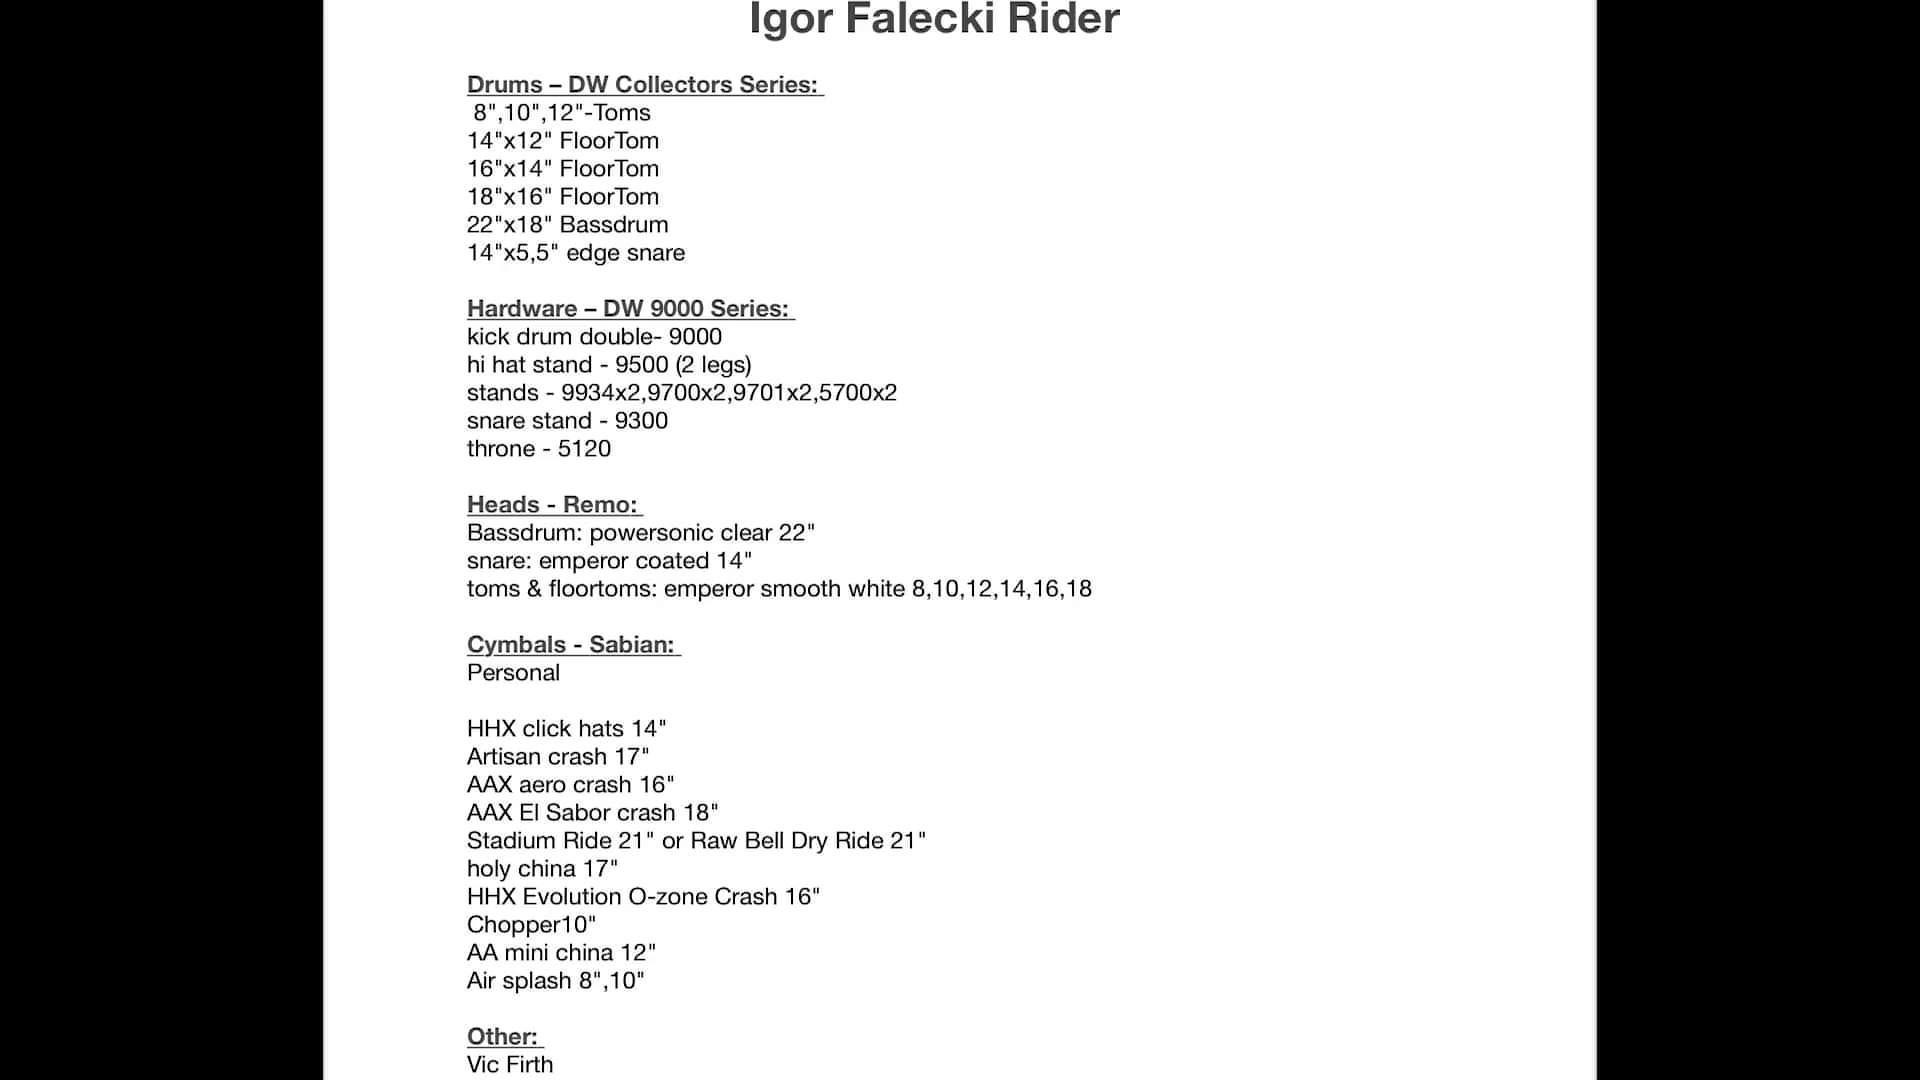 Igor Falecki Rider
Drums – DW Collectors Series:
8",10",12"-Toms
14"x12" FloorTom
16"x14" FloorTom
18"x16" FloorTom
22"x18" Bassdrum
14"x5,5" edge snare
Hardware – DW 9000 Series:
kick drum double- 9000
hi hat stand - 9500 (2 legs)
stands - 9934x2,9700x2,9701x2,5700x2
snare stand - 9300
throne - 5120
Heads - Remo:
Bassdrum: powersonic clear 22"
snare: emperor coated 14"
toms & floortoms: emperor smooth white 8,10,12,14,16,18
Cymbals - Sabian:
Personal
HHX click hats 14"
Artisan crash 17"
AAX aero crash 16"
AAX El Sabor crash 18"
Stadium Ride 21" or Raw Bell Dry Ride 21"
holy china 17"
HHX Evolution O-zone Crash 16"
Chopper10"
AA mini china 12"
Air splash 8",10"
Other:
Vic Firth